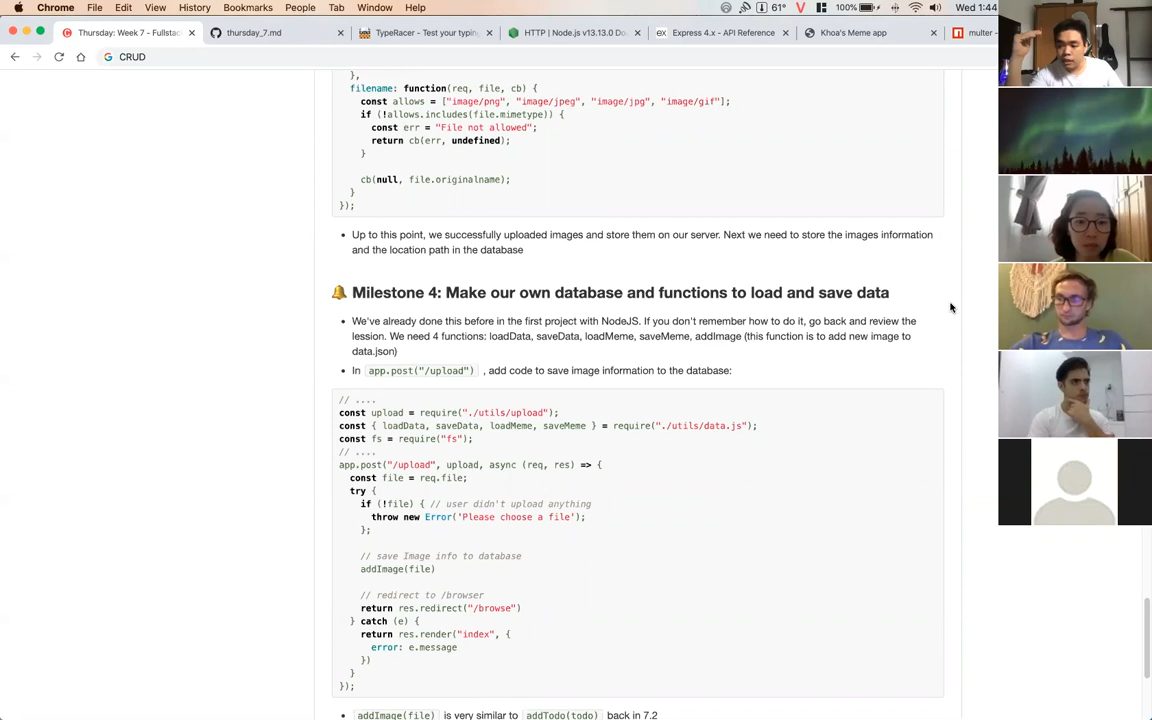 Chrome File Edit View History Bookmarks People Tab Window Help 61° 100% Wed 1:44
Thursday: Week 7 - Fullstac thursday_7.md TypeRacer - Test your typing HTTP | Node.js v13.13.0 Do Express 4.x - API Reference Khoa's Meme app multer -
CRUD
},
filename: function(req, file, cb) {
const allows = ["image/png", "image/jpeg", "image/jpg", "image/gif"];
if (!allows.includes(file.mimetype)) {
const err = "File not allowed";
return cb(err, undefined);
}
cb(null, file.originalname);
}
});
• Up to this point, we successfully uploaded images and store them on our server. Next we need to store the images information
and the location path in the database
🔔 Milestone 4: Make our own database and functions to load and save data
• We've already done this before in the first project with NodeJS. If you don't remember how to do it, go back and review the
lession. We need 4 functions: loadData, saveData, loadMeme, saveMeme, addImage (this function is to add new image to
data.json)
• In app.post("/upload") , add code to save image information to the database:
// ....
const upload = require("./utils/upload");
const { loadData, saveData, loadMeme, saveMeme } = require("./utils/data.js");
const fs = require("fs");
// ....
app.post("/upload", upload, async (req, res) => {
const file = req.file;
try {
if (!file) { // user didn't upload anything
throw new Error('Please choose a file');
};
// save Image info to database
addImage(file)
// redirect to /browser
return res.redirect("/browse")
} catch (e) {
return res.render("index", {
error: e.message
})
}
});
• addImage(file) is very similar to addTodo(todo) back in 7.2